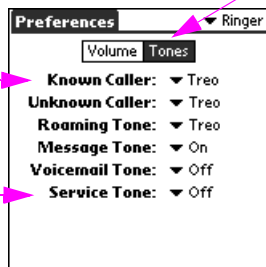 Preferences Ringer
Volume Tones
Known Caller: Treo
Unknown Caller: Treo
Roaming Tone: Treo
Message Tone: On
Voicemail Tone: Off
Service Tone: Off